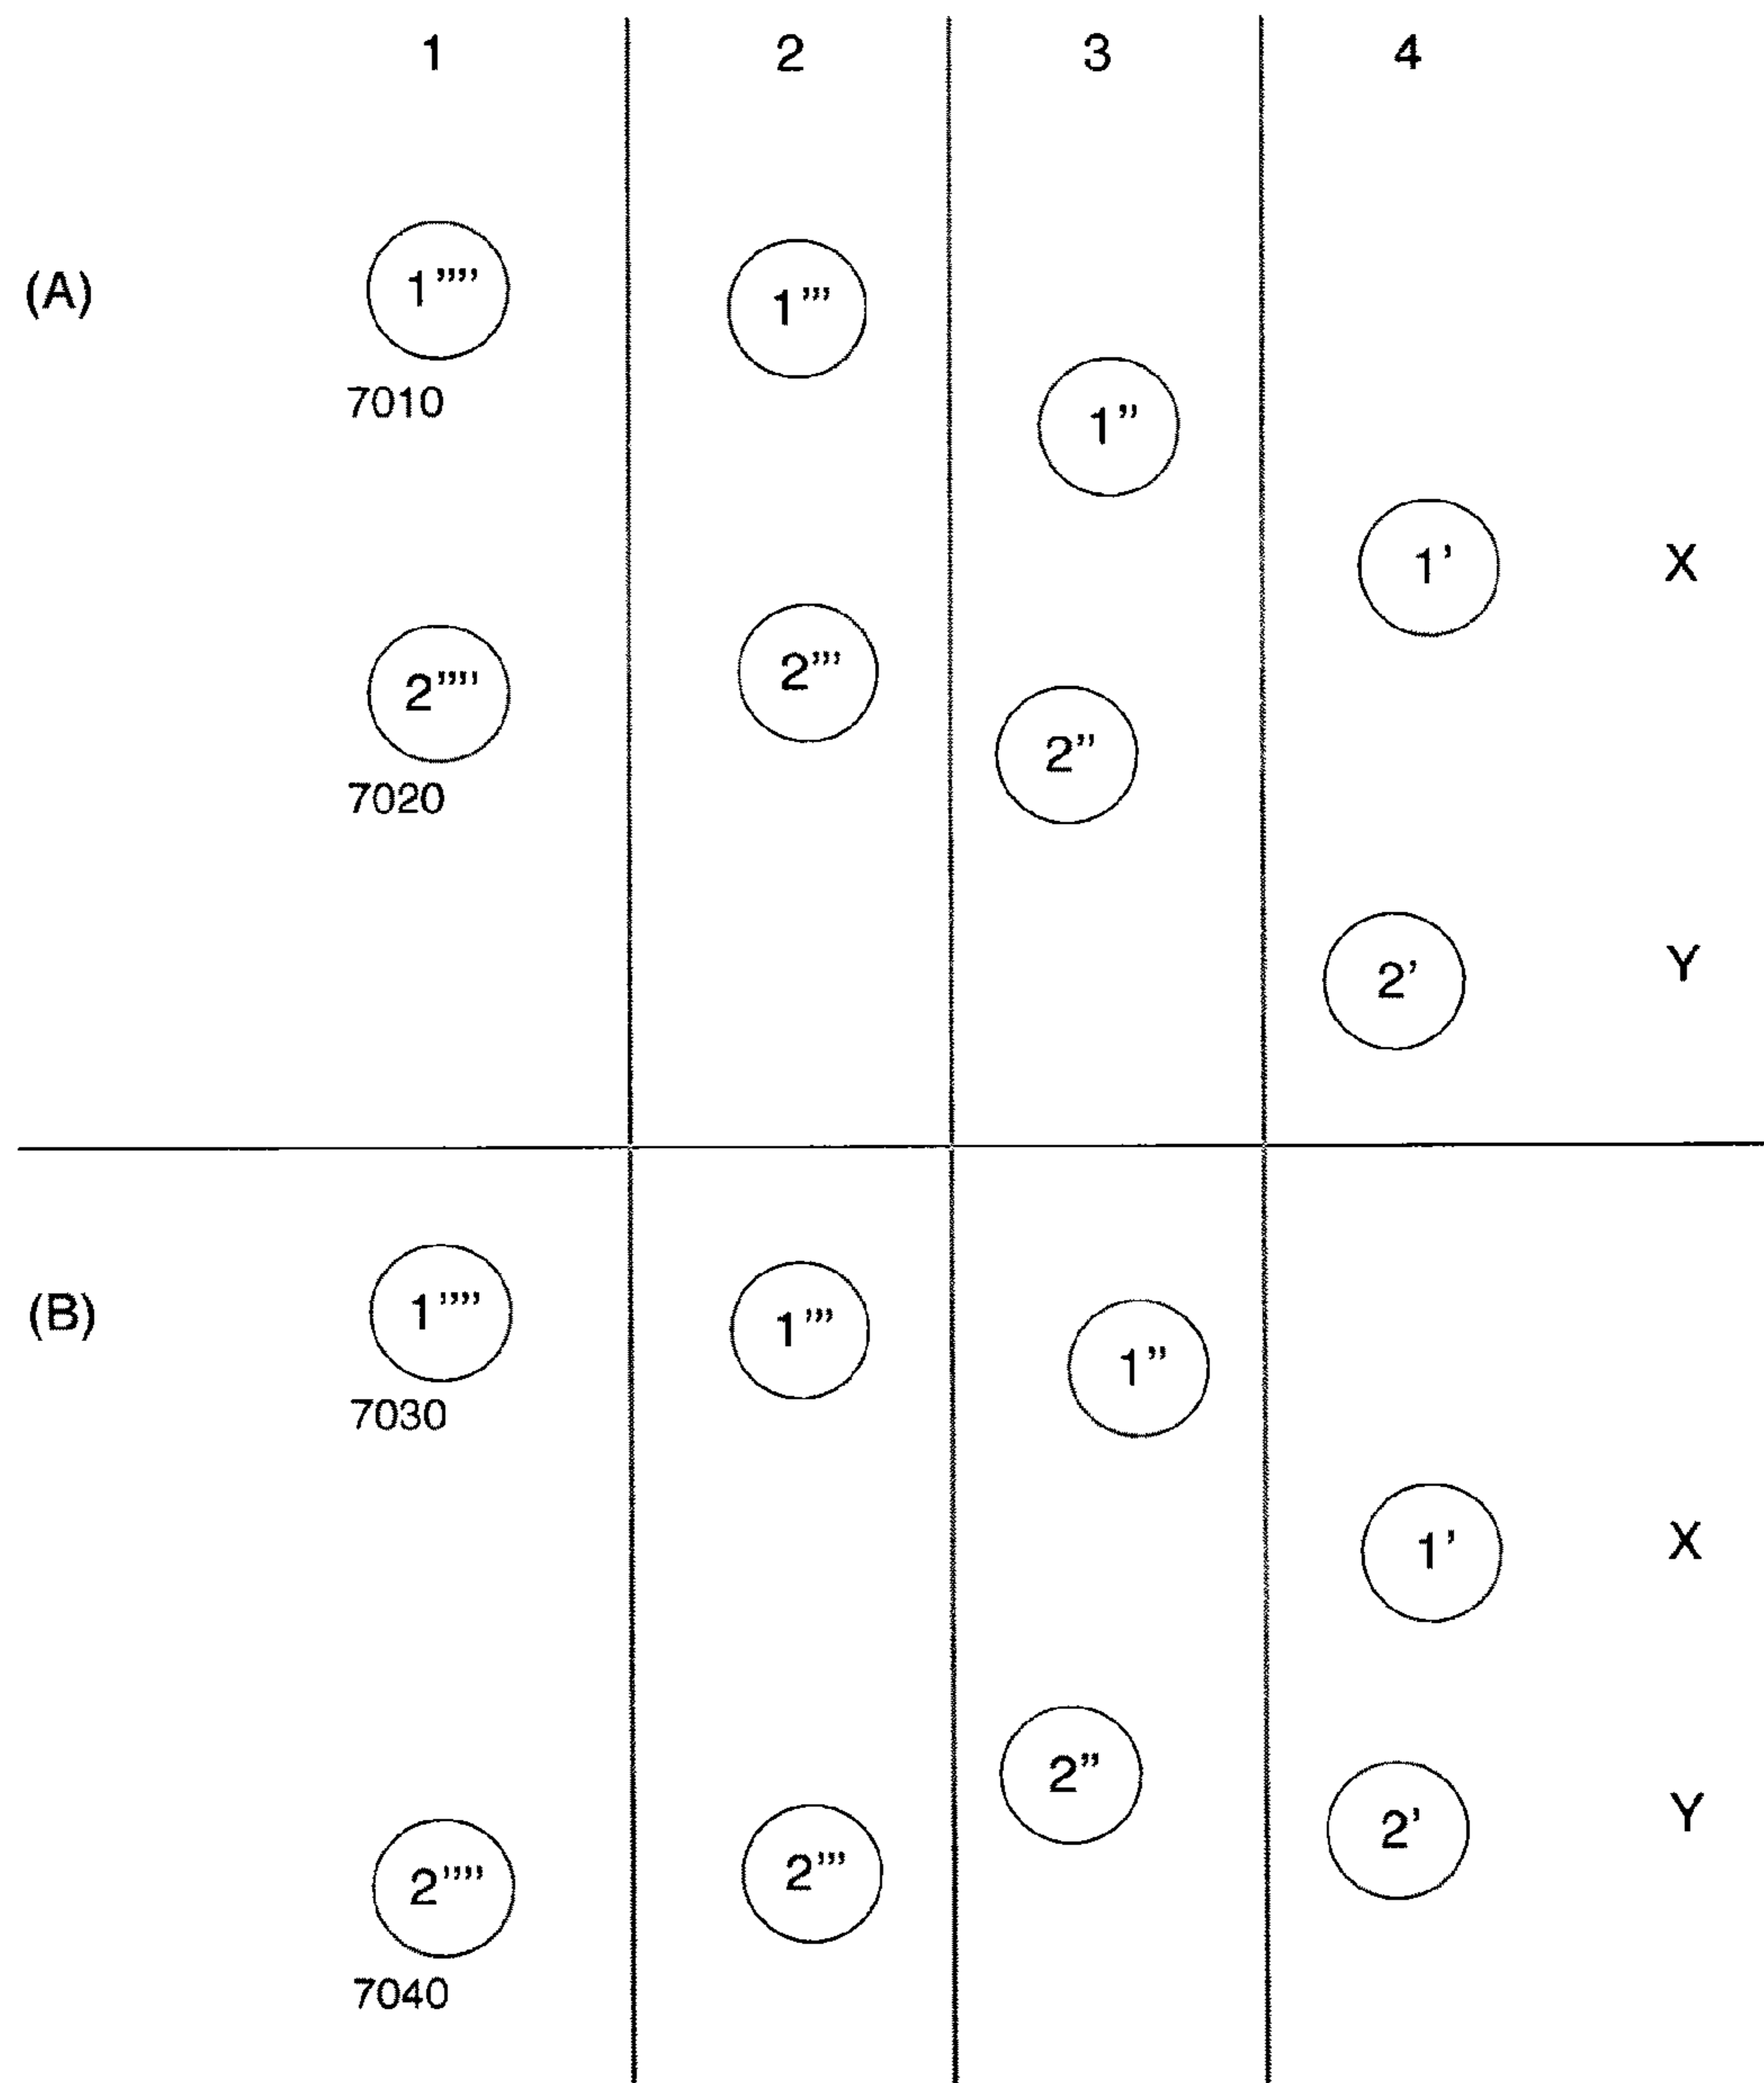 1 2 3 4
(A) 1”” 1”’
7010
1”
1’ X
2”” 2”’
7020
2”
2’ Y
(B) 1”” 1”’
7030
1”
1’ X
2”
2’ Y
2”” 2”’
7040